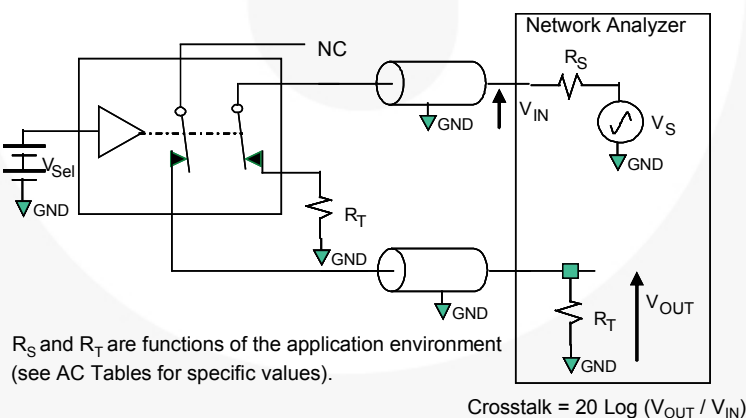 Network Analyzer
NC
R_S
GND
V_IN
V_S
GND
V_Sel
GND
R_T
GND
GND
R_T
V_OUT
GND
R_S and R_T are functions of the application environment
(see AC Tables for specific values).
Crosstalk = 20 Log (V_OUT / V_IN)